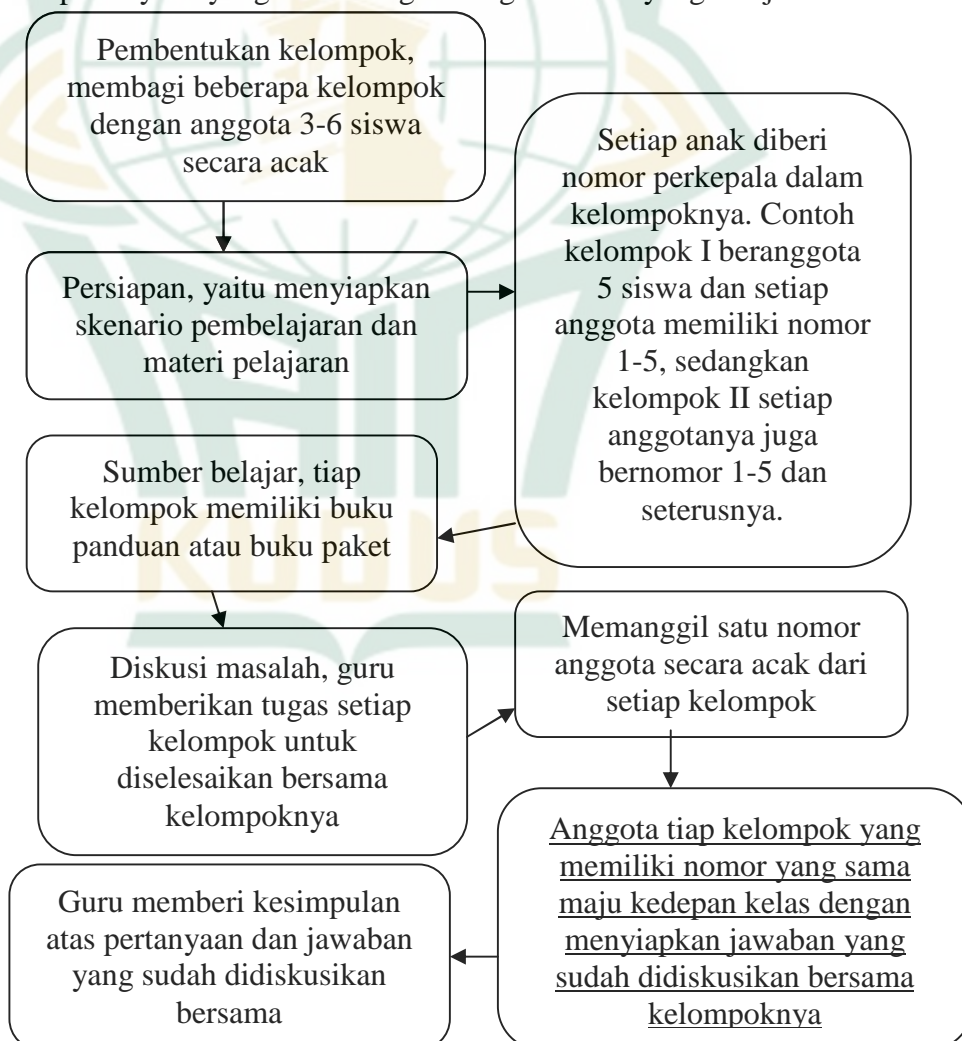 Pembentukan kelompok,
membagi beberapa kelompok
dengan anggota 3-6 siswa
secara acak
Persiapan, yaitu menyiapkan
skenario pembelajaran dan
materi pelajaran
Setiap anak diberi
nomor perkepala dalam
kelompoknya. Contoh
kelompok I beranggota
5 siswa dan setiap
anggota memiliki nomor
1-5, sedangkan
kelompok II setiap
anggotanya juga
bernomor 1-5 dan
seterusnya.
Sumber belajar, tiap
kelompok memiliki buku
panduan atau buku paket
Diskusi masalah, guru
memberikan tugas setiap
kelompok untuk
diselesaikan bersama
kelompoknya
Memanggil satu nomor
anggota secara acak dari
setiap kelompok
Anggota tiap kelompok yang
memiliki nomor yang sama
maju kedepan kelas dengan
menyiapkan jawaban yang
sudah didiskusikan bersama
kelompoknya
Guru memberi kesimpulan
atas pertanyaan dan jawaban
yang sudah didiskusikan
bersama
KUDUS